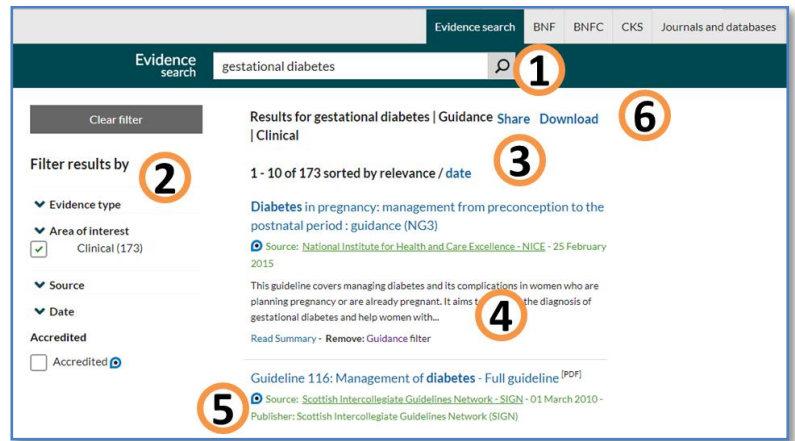 Evidence search BNF BNFC CKS Journals and databases
Evidence
search
gestational diabetes
1
Clear filter
Results for gestational diabetes | Guidance Share Download
| Clinical
6
3
Filter results by
2
1 - 10 of 173 sorted by relevance / date
Evidence type
Area of interest
Clinical (173)
Source
Date
Accredited
Accredited
Diabetes in pregnancy: management from preconception to the
postnatal period : guidance (NG3)
Source: National Institute for Health and Care Excellence - NICE - 25 February
2015
This guideline covers managing diabetes and its complications in women who are
planning pregnancy or are already pregnant. It aims the diagnosis of
gestational diabetes and help women with...
4
Read Summary - Remove: Guidance filter
Guideline 116: Management of diabetes - Full guideline [PDF]
5
Source: Scottish Intercollegiate Guidelines Network - SIGN - 01 March 2010 -
Publisher: Scottish Intercollegiate Guidelines Network (SIGN)